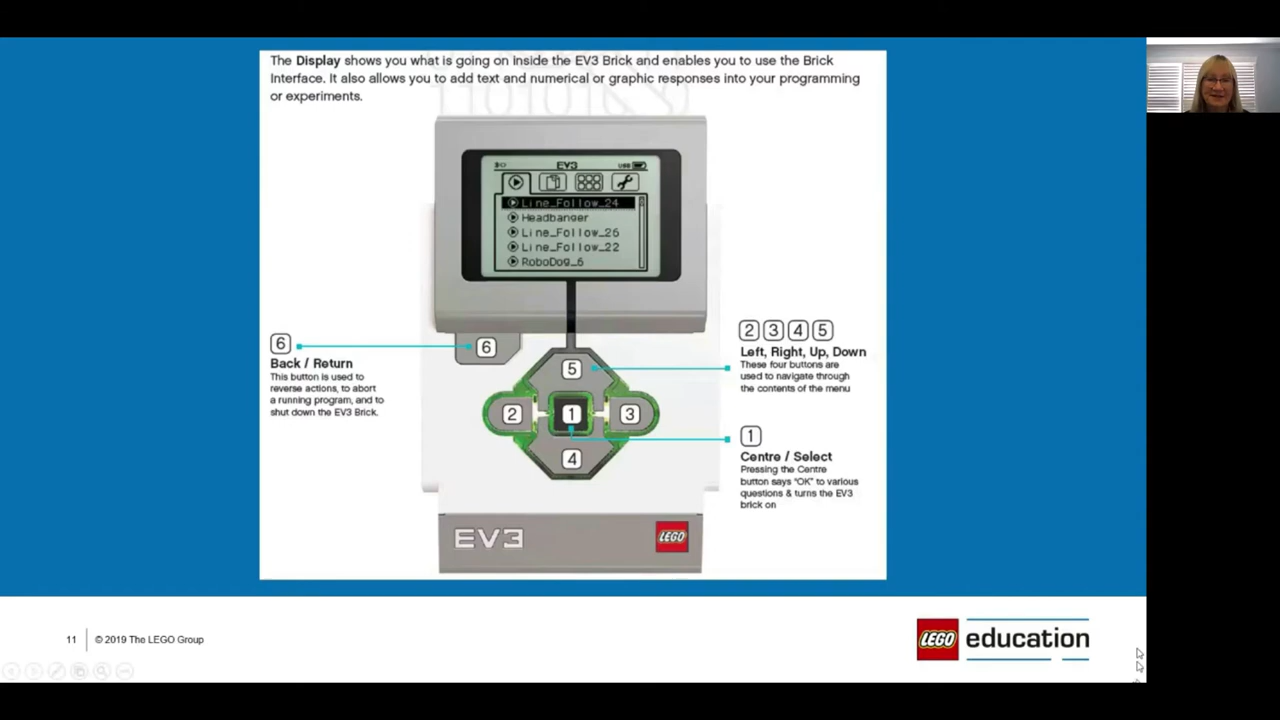 The Display shows you what is going on inside the EV3 Brick and enables you to use the Brick
Interface. It also allows you to add text and numerical or graphic responses into your programming
or experiments.
EV3
USB
Line_Follow_24
Headbanger
Line_Follow_26
Line_Follow_22
RoboDog_6
6
Back / Return
This button is used to
reverse actions, to abort
a running program, and to
shut down the EV3 Brick.
6
5
2
1
3
4
2 3 4 5
Left, Right, Up, Down
These four buttons are
used to navigate through
the contents of the menu
1
Centre / Select
Pressing the Centre
button says “OK” to various
questions & turns the EV3
brick on
EV3
LEGO
11
© 2019 The LEGO Group
LEGO education